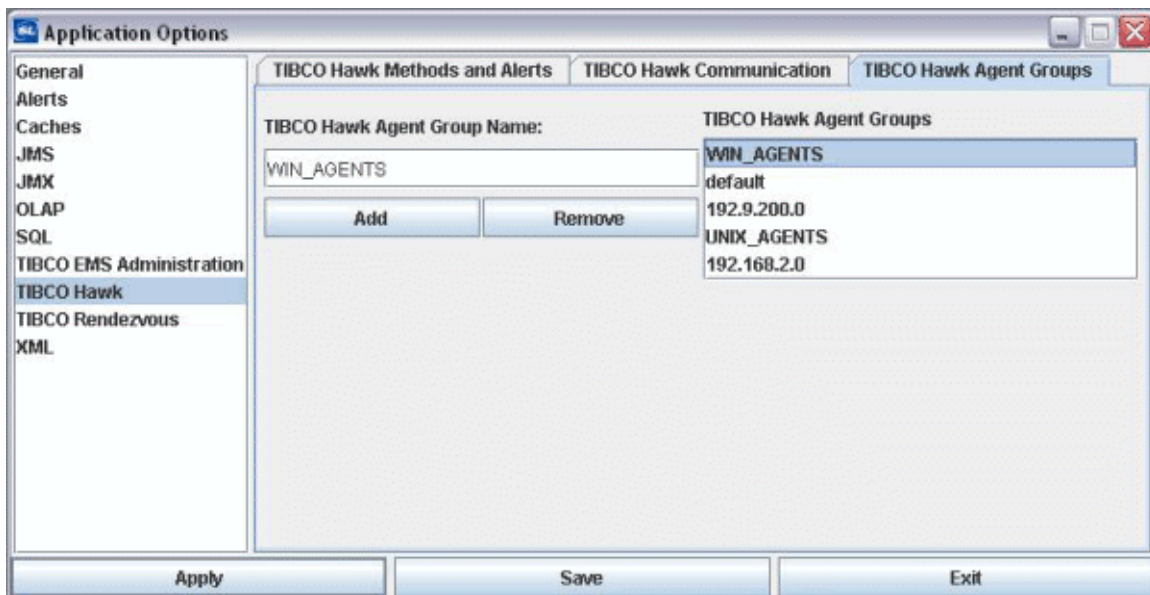 SL Application Options
General
Alerts
Caches
JMS
JMX
OLAP
SQL
TIBCO EMS Administration
TIBCO Hawk
TIBCO Rendezvous
XML
TIBCO Hawk Methods and Alerts
TIBCO Hawk Communication
TIBCO Hawk Agent Groups
TIBCO Hawk Agent Group Name:
WIN_AGENTS
Add
Remove
TIBCO Hawk Agent Groups
WIN_AGENTS
default
192.9.200.0
UNIX_AGENTS
192.168.2.0
Apply
Save
Exit